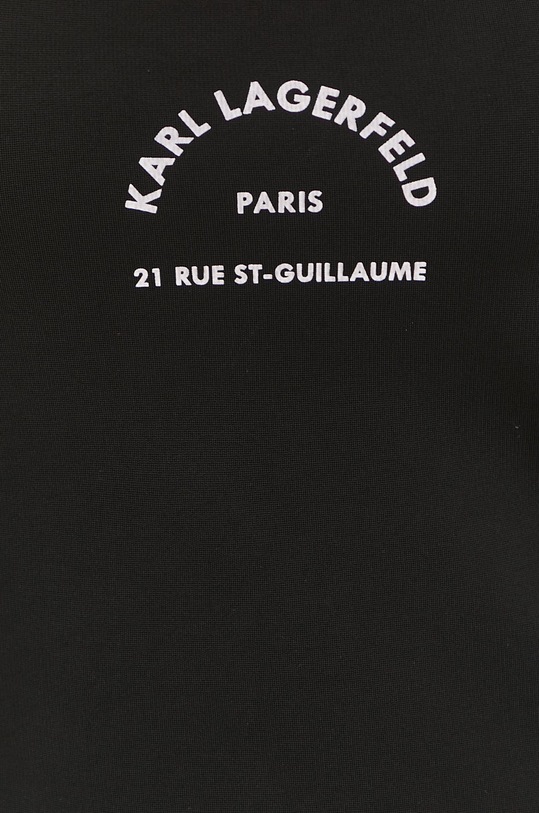 KARL LAGERFELD
PARIS
21 RUE ST-GUILLAUME